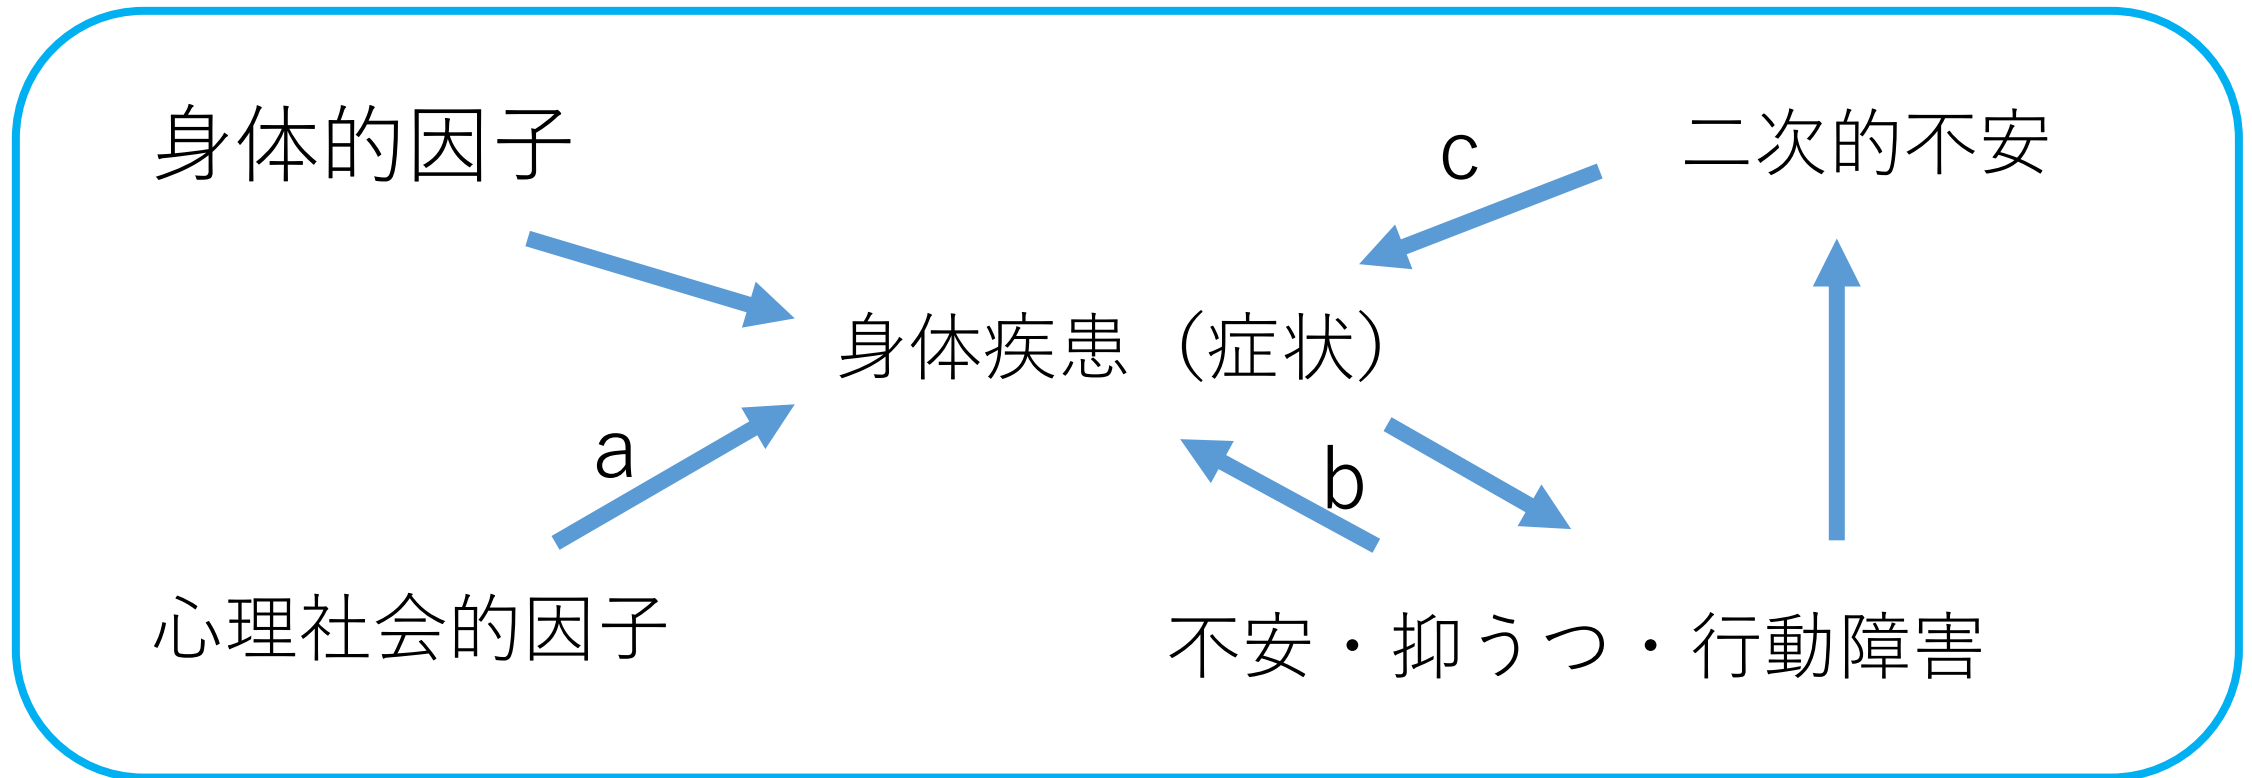 身体的因子
二次的不安
c
身体疾患（症状）
a
b
心理社会的因子
不安・抑うつ・行動障害